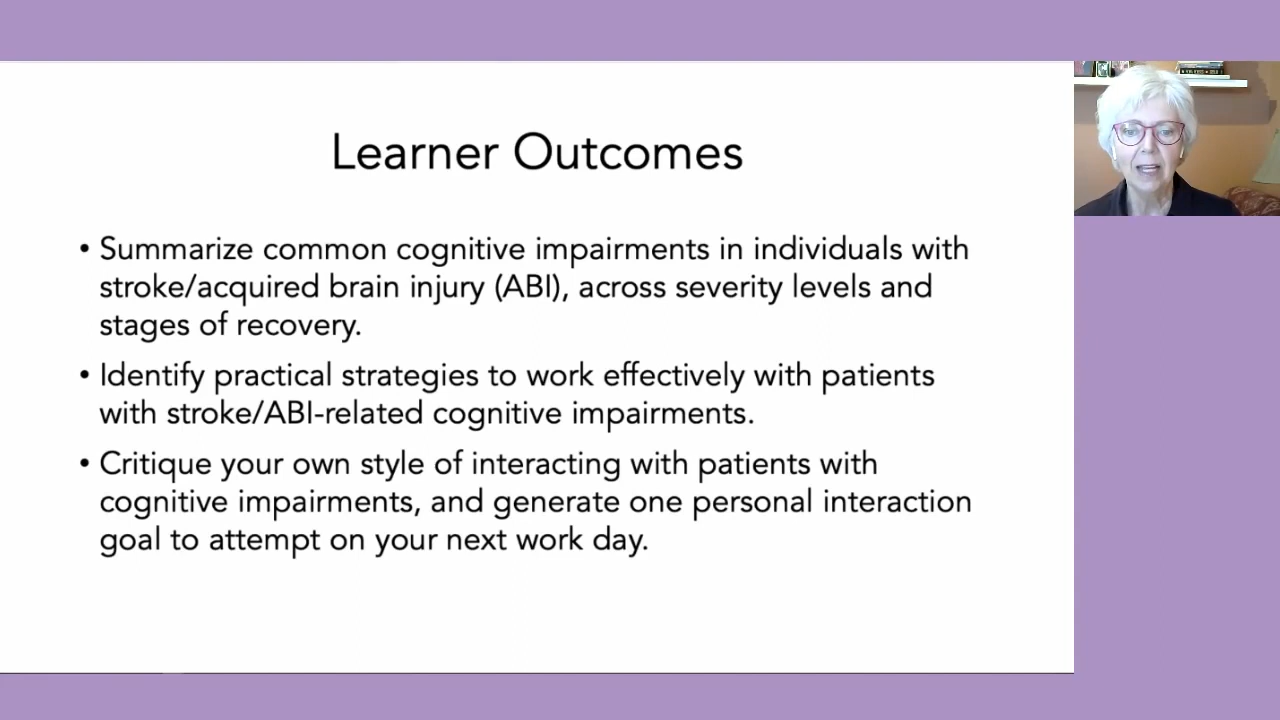 Learner Outcomes
• Summarize common cognitive impairments in individuals with
stroke/acquired brain injury (ABI), across severity levels and
stages of recovery.
• Identify practical strategies to work effectively with patients
with stroke/ABI-related cognitive impairments.
• Critique your own style of interacting with patients with
cognitive impairments, and generate one personal interaction
goal to attempt on your next work day.